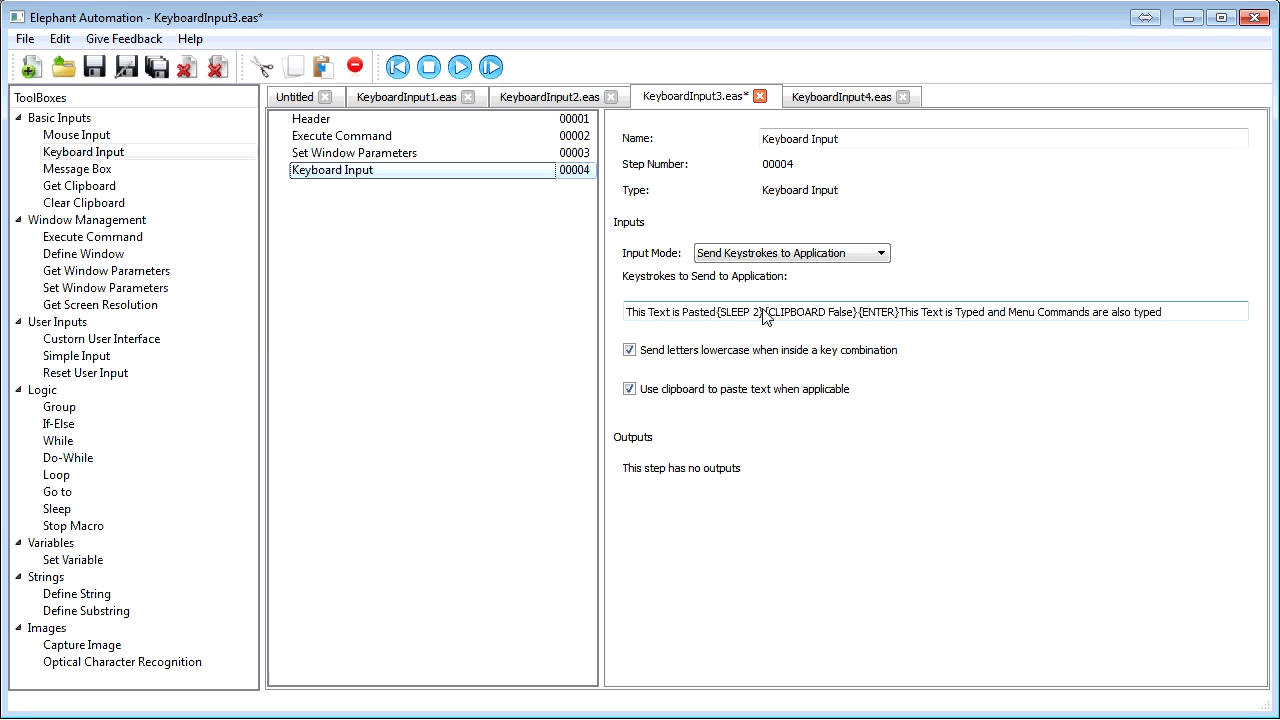 Elephant Automation - KeyboardInput3.eas*
File Edit Give Feedback Help
ToolBoxes
Basic Inputs
Mouse Input
Keyboard Input
Message Box
Get Clipboard
Clear Clipboard
Window Management
Execute Command
Define Window
Get Window Parameters
Set Window Parameters
Get Screen Resolution
User Inputs
Custom User Interface
Simple Input
Reset User Input
Logic
Group
If-Else
While
Do-While
Loop
Go to
Sleep
Stop Macro
Variables
Set Variable
Strings
Define String
Define Substring
Images
Capture Image
Optical Character Recognition
Untitled KeyboardInput1.eas KeyboardInput2.eas KeyboardInput3.eas* KeyboardInput4.eas
Header 00001
Execute Command 00002
Set Window Parameters 00003
Keyboard Input 00004
Name: Keyboard Input
Step Number: 00004
Type: Keyboard Input
Inputs
Input Mode: Send Keystrokes to Application
Keystrokes to Send to Application:
This Text is Pasted{SLEEP 2}{CLIPBOARD False}{ENTER}This Text is Typed and Menu Commands are also typed
Send letters lowercase when inside a key combination
Use clipboard to paste text when applicable
Outputs
This step has no outputs